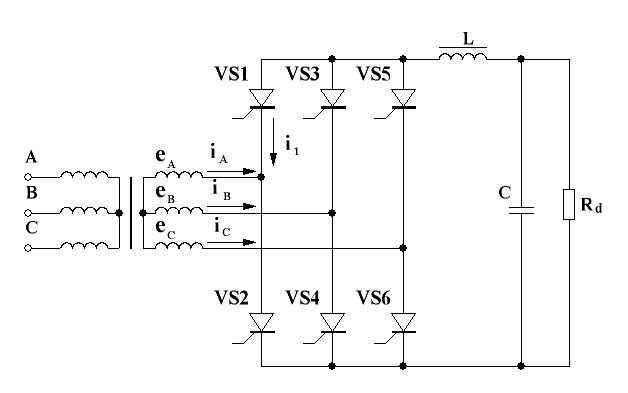 L
VS1 VS3 VS5
i1
A eA iA
B eB iB
C eC iC
C Rd
VS2 VS4 VS6